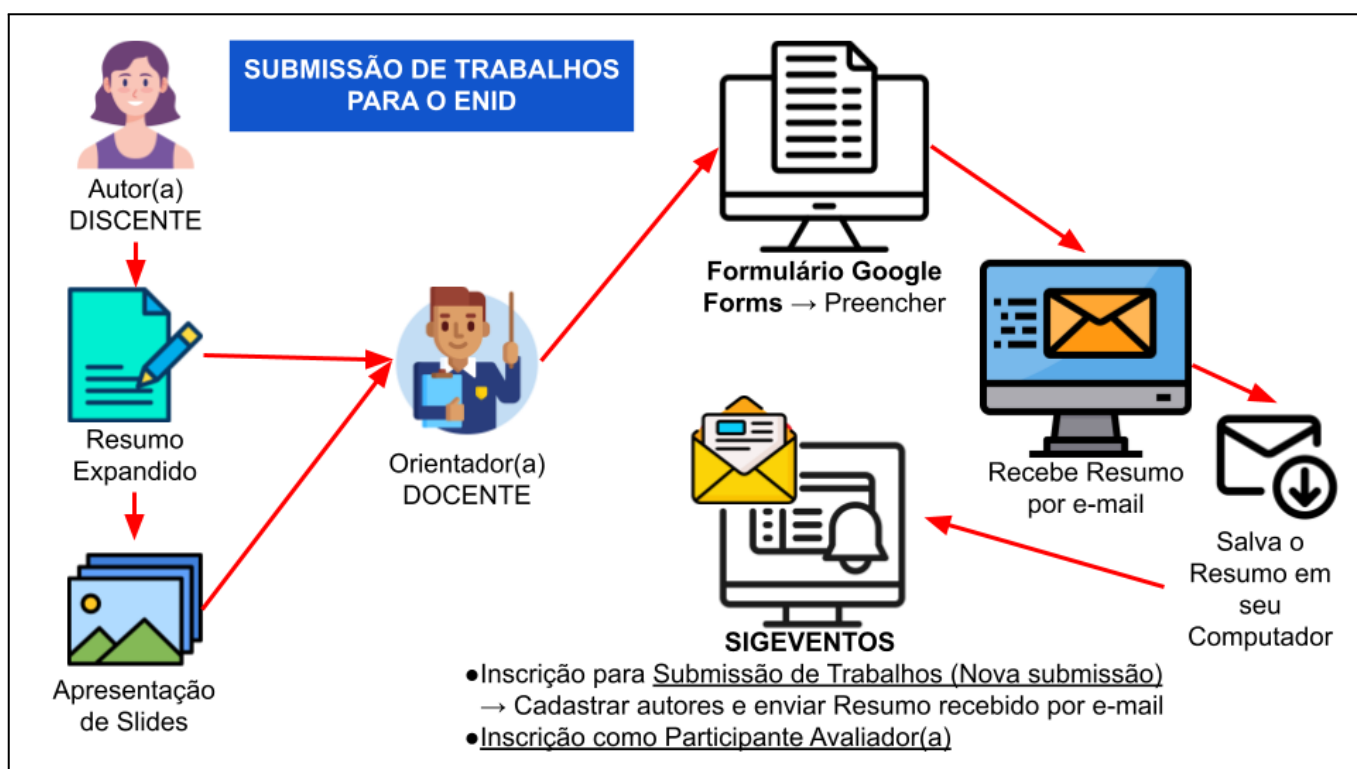 SUBMISSÃO DE TRABALHOS
PARA O ENID
Autor(a)
DISCENTE
Resumo
Expandido
Apresentação
de Slides
Orientador(a)
DOCENTE
Formulário Google
Forms → Preencher
Recebe Resumo
por e-mail
Salva o
Resumo em
seu
Computador
SIGEVENTOS
●Inscrição para Submissão de Trabalhos (Nova submissão)
→ Cadastrar autores e enviar Resumo recebido por e-mail
●Inscrição como Participante Avaliador(a)